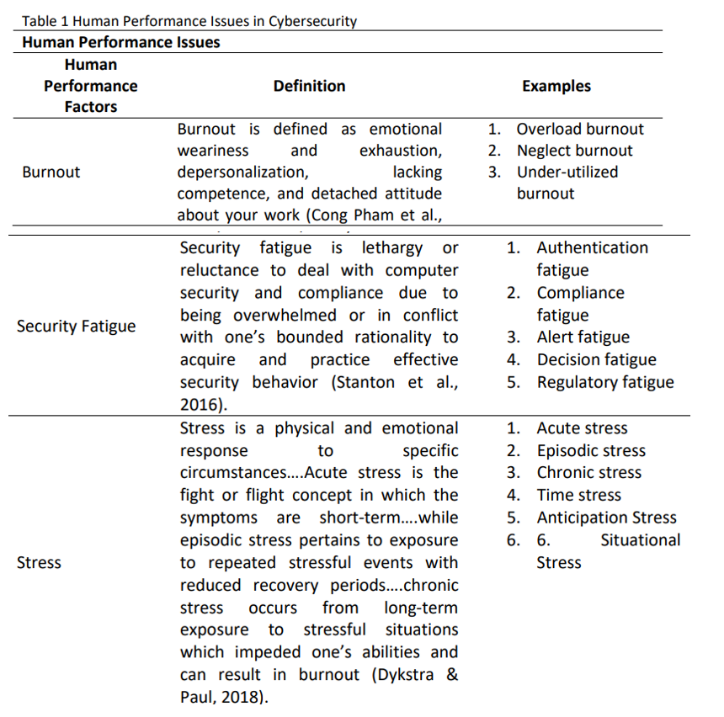 Table 1 Human Performance Issues in Cybersecurity
Human Performance Issues
Human
Performance
Factors
Definition
Examples
Burnout
Burnout is defined as emotional
weariness and exhaustion,
depersonalization, lacking
competence, and detached attitude
about your work (Cong Pham et al.,
1. Overload burnout
2. Neglect burnout
3. Under-utilized
burnout
Security Fatigue
Security fatigue is lethargy or
reluctance to deal with computer
security and compliance due to
being overwhelmed or in conflict
with one's bounded rationality to
acquire and practice effective
security behavior (Stanton et al.,
2016).
1. Authentication
fatigue
2. Compliance
fatigue
3. Alert fatigue
4. Decision fatigue
5. Regulatory fatigue
Stress
Stress is a physical and emotional
response to specific
circumstances....Acute stress is the
fight or flight concept in which the
symptoms are short-term....while
episodic stress pertains to exposure
to repeated stressful events with
reduced recovery periods....chronic
stress occurs from long-term
exposure to stressful situations
which impeded one's abilities and
can result in burnout (Dykstra &
Paul, 2018).
1. Acute stress
2. Episodic stress
3. Chronic stress
4. Time stress
5. Anticipation Stress
6. 6. Situational
Stress